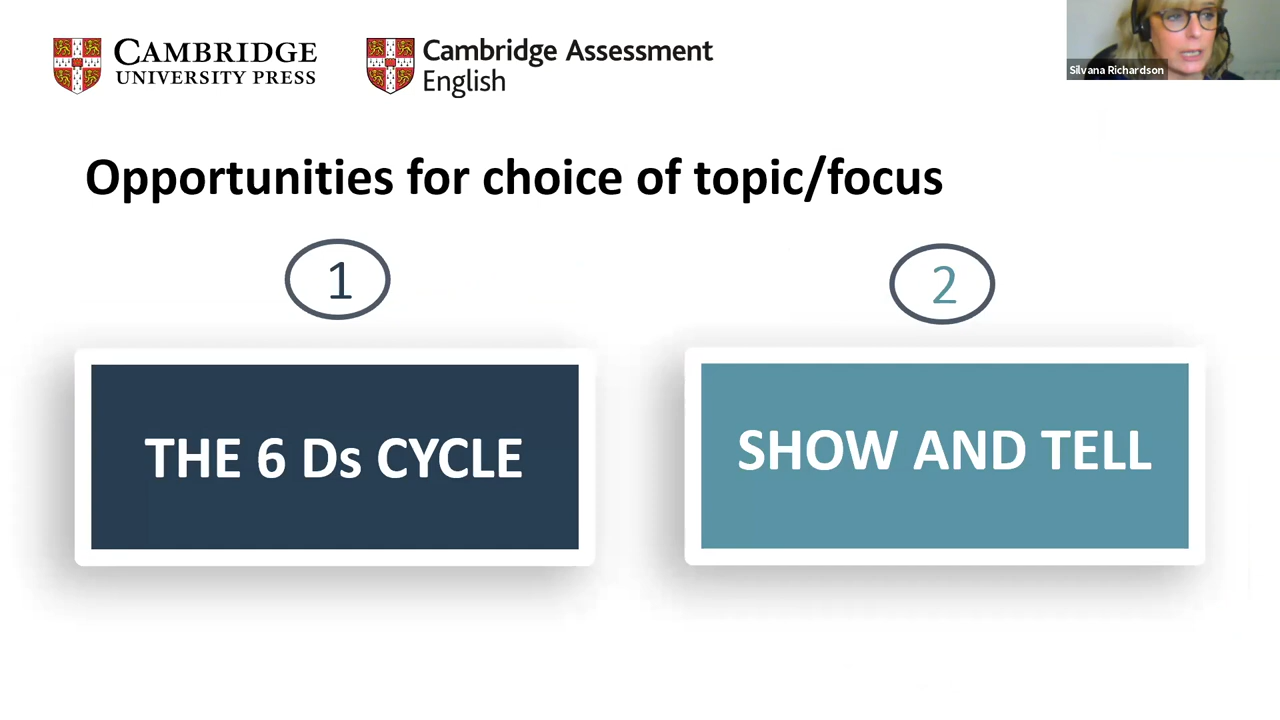 CAMBRIDGE
UNIVERSITY PRESS
Cambridge Assessment
English
Silvana Richardson
Opportunities for choice of topic/focus
1
2
THE 6 Ds CYCLE
SHOW AND TELL